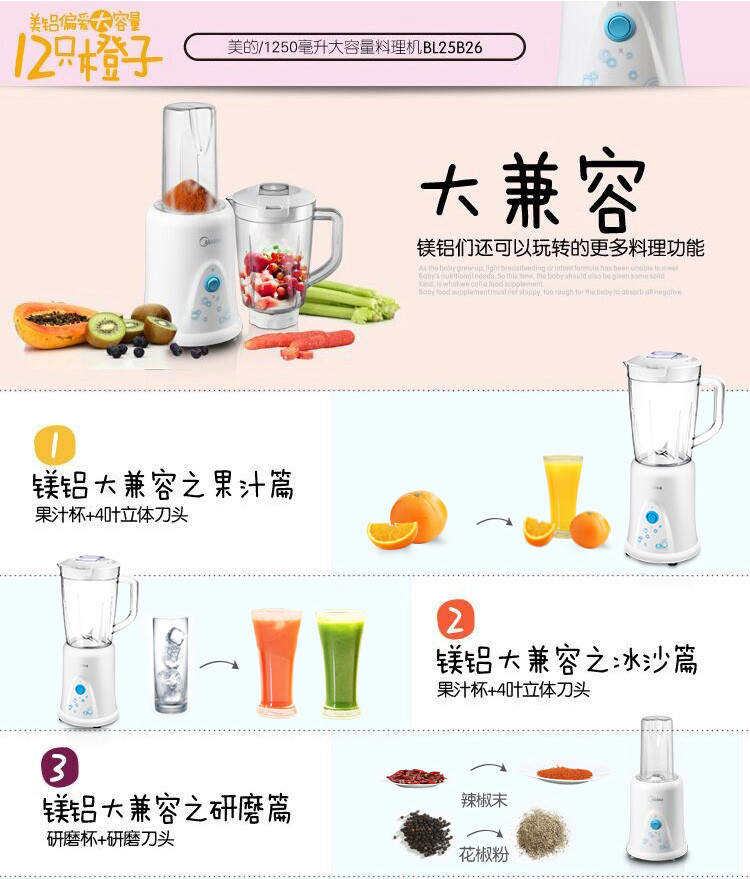 美铝偏爱大容量
12只橙子
美的/1250毫升大容量料理机BL25B26
大兼容
镁铝们还可以玩转的更多料理功能
As the baby grew up, light breastfeeding or infant formula has been unable to meet
Baby's nutritional needs. So this time, the baby should also be given some solid
Kind, is what we call a food supplement.
Baby food supplement must not sloppy, too rough for the baby to absorb all negative.
Midea
1
镁铝大兼容之果汁篇
果汁杯+4叶立体刀头
2
镁铝大兼容之冰沙篇
果汁杯+4叶立体刀头
3
镁铝大兼容之研磨篇
研磨杯+研磨刀头
辣椒末
花椒粉